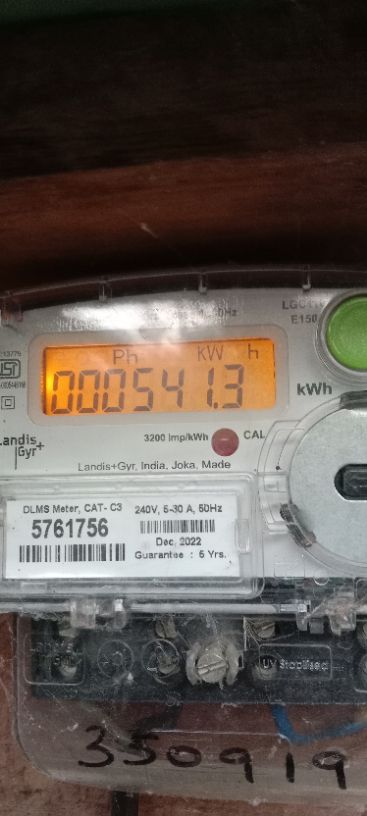 LGC
E150
Ph KW h
000541.3
kWh
3200 imp/kWh CAL
Landis
Gyr+
Landis+Gyr, India, Joka, Made
DLMS Meter, CAT- C3 240V, 5-30 A, 50Hz
5761756
Dec. 2022
Guarantee : 5 Yrs.
UV Stabilised
350919